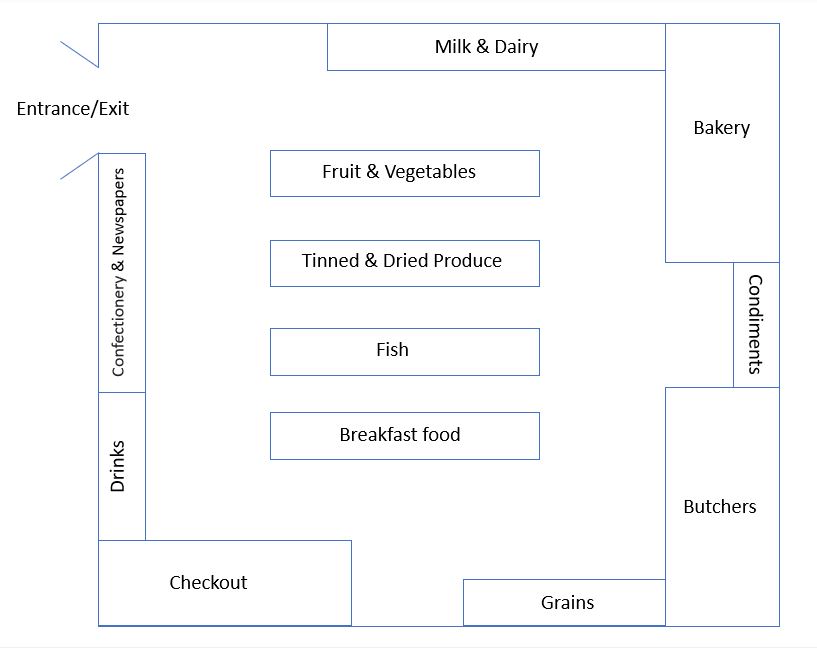 Milk & Dairy
Entrance/Exit
Bakery
Fruit & Vegetables
Confectionery & Newspapers
Tinned & Dried Produce
Condiments
Fish
Breakfast food
Drinks
Butchers
Checkout
Grains